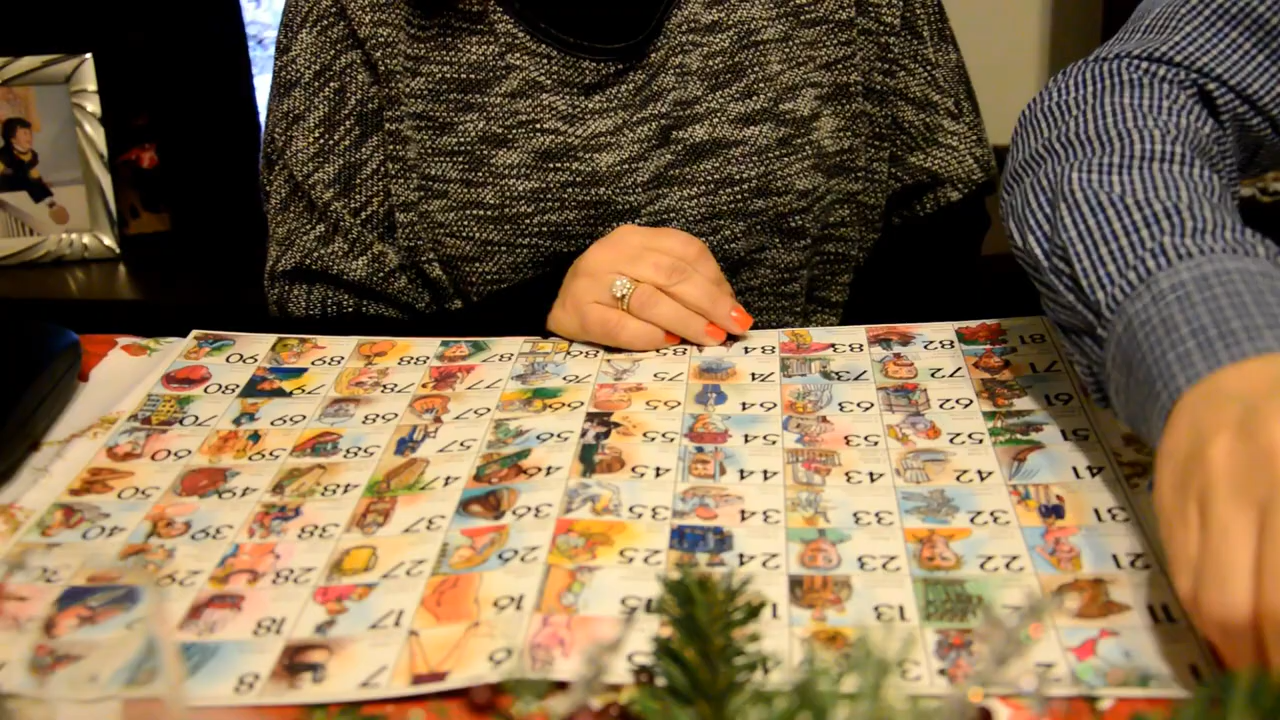 2 3 6 7 8
11 13 15 16 17 18
21 22 23 24 25 26 27 28 29
31 32 33 34 35 36 37 38 39 40
41 42 43 44 45 46 47 48 49 50
51 52 53 54 55 56 57 58 59 60
61 62 63 64 65 66 67 68 69 70
71 72 73 74 75 76 77 78 79 80
81 82 83 84 85 86 87 88 89 90